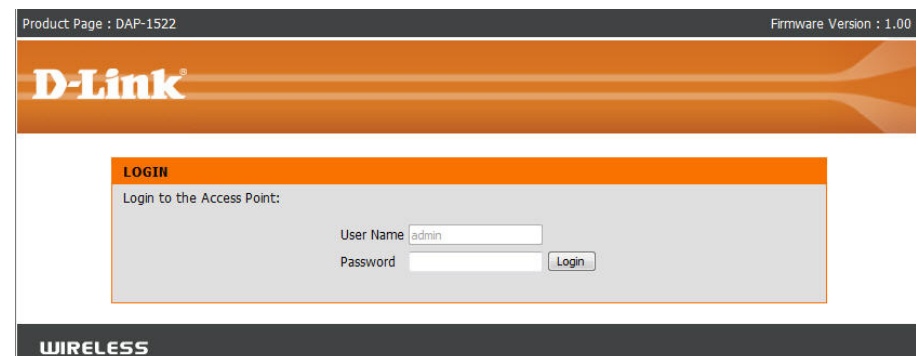 Product Page : DAP-1522 Firmware Version : 1.00
D-Link®
LOGIN
Login to the Access Point:
User Name admin
Password Login
WIRELESS